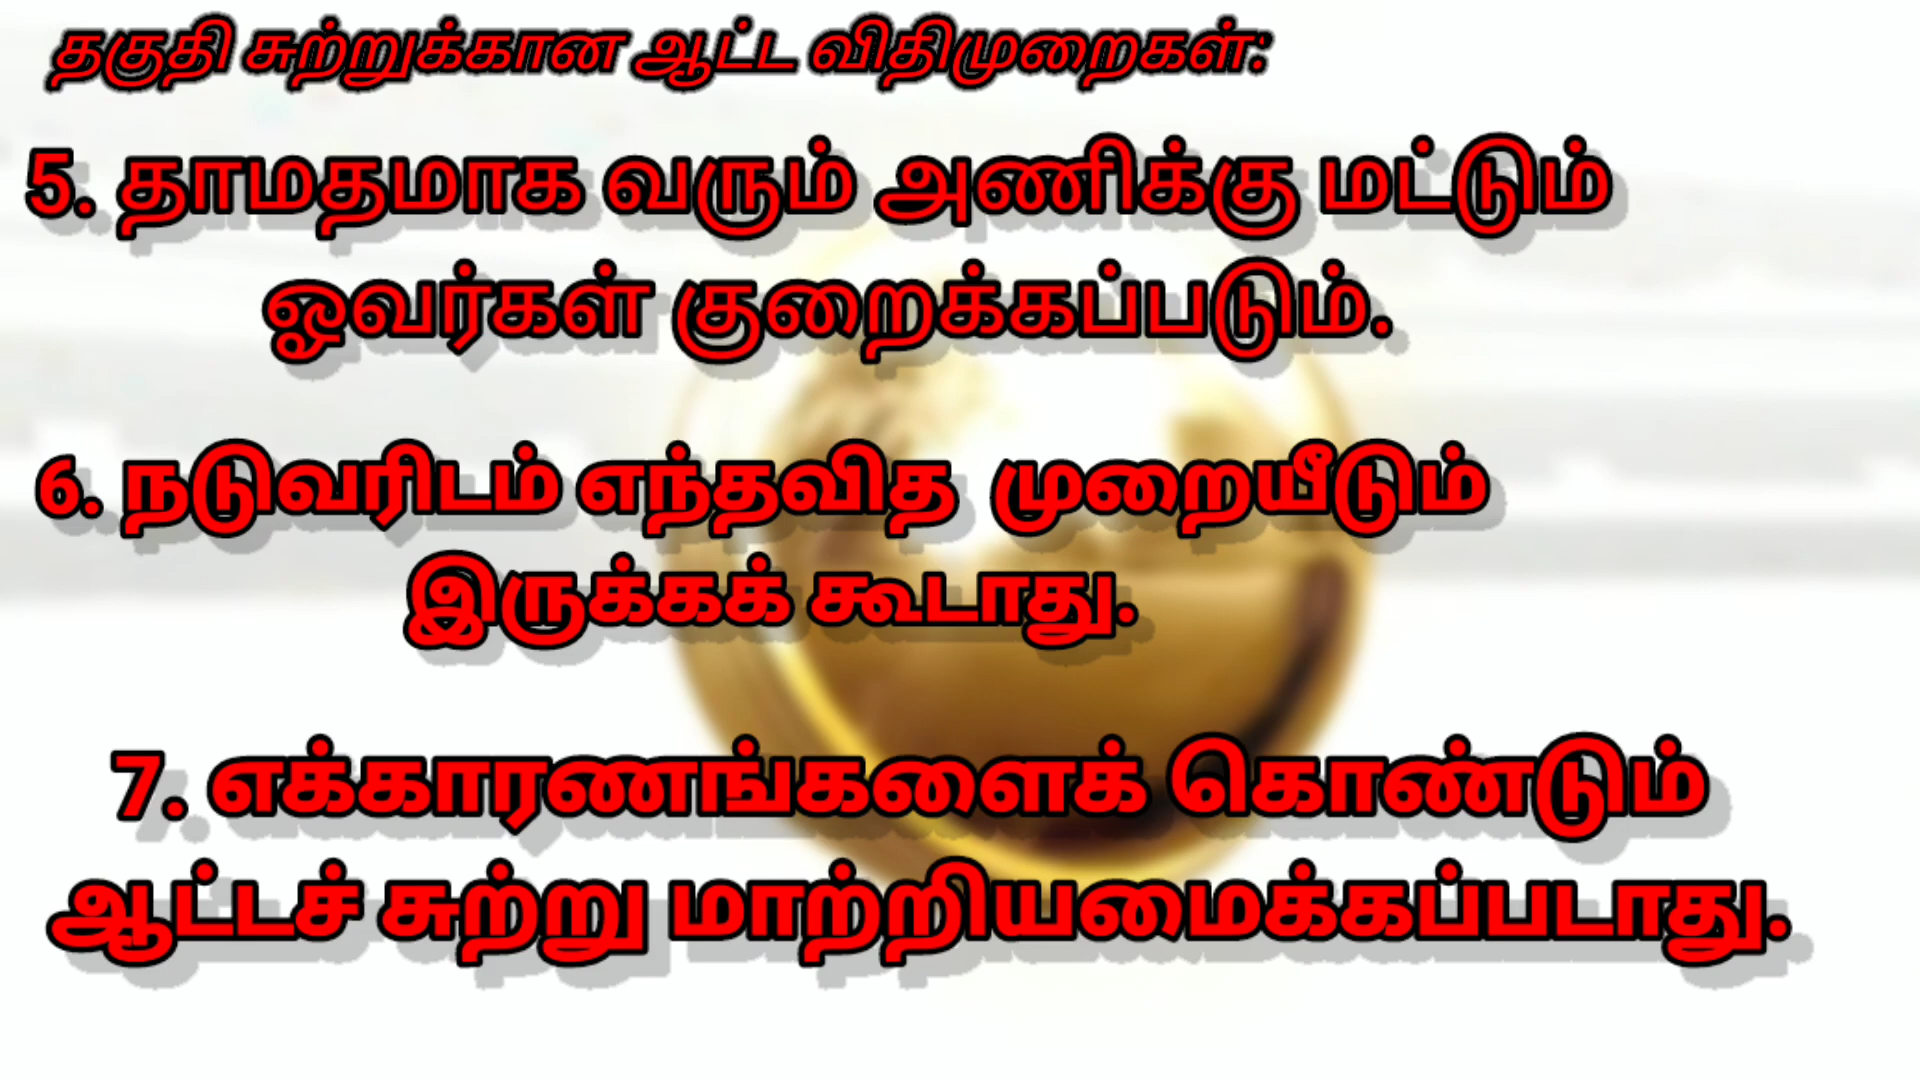 தகுதி சுற்றுக்கான ஆட்ட விதிமுறைகள்:
5. தாமதமாக வரும் அணிக்கு மட்டும்
ஓவர்கள் குறைக்கப்படும்.
6. நடுவரிடம் எந்தவித முறையீடும்
இருக்கக் கூடாது.
7. எக்காரணங்களைக் கொண்டும்
ஆட்டச் சுற்று மாற்றியமைக்கப்படாது.